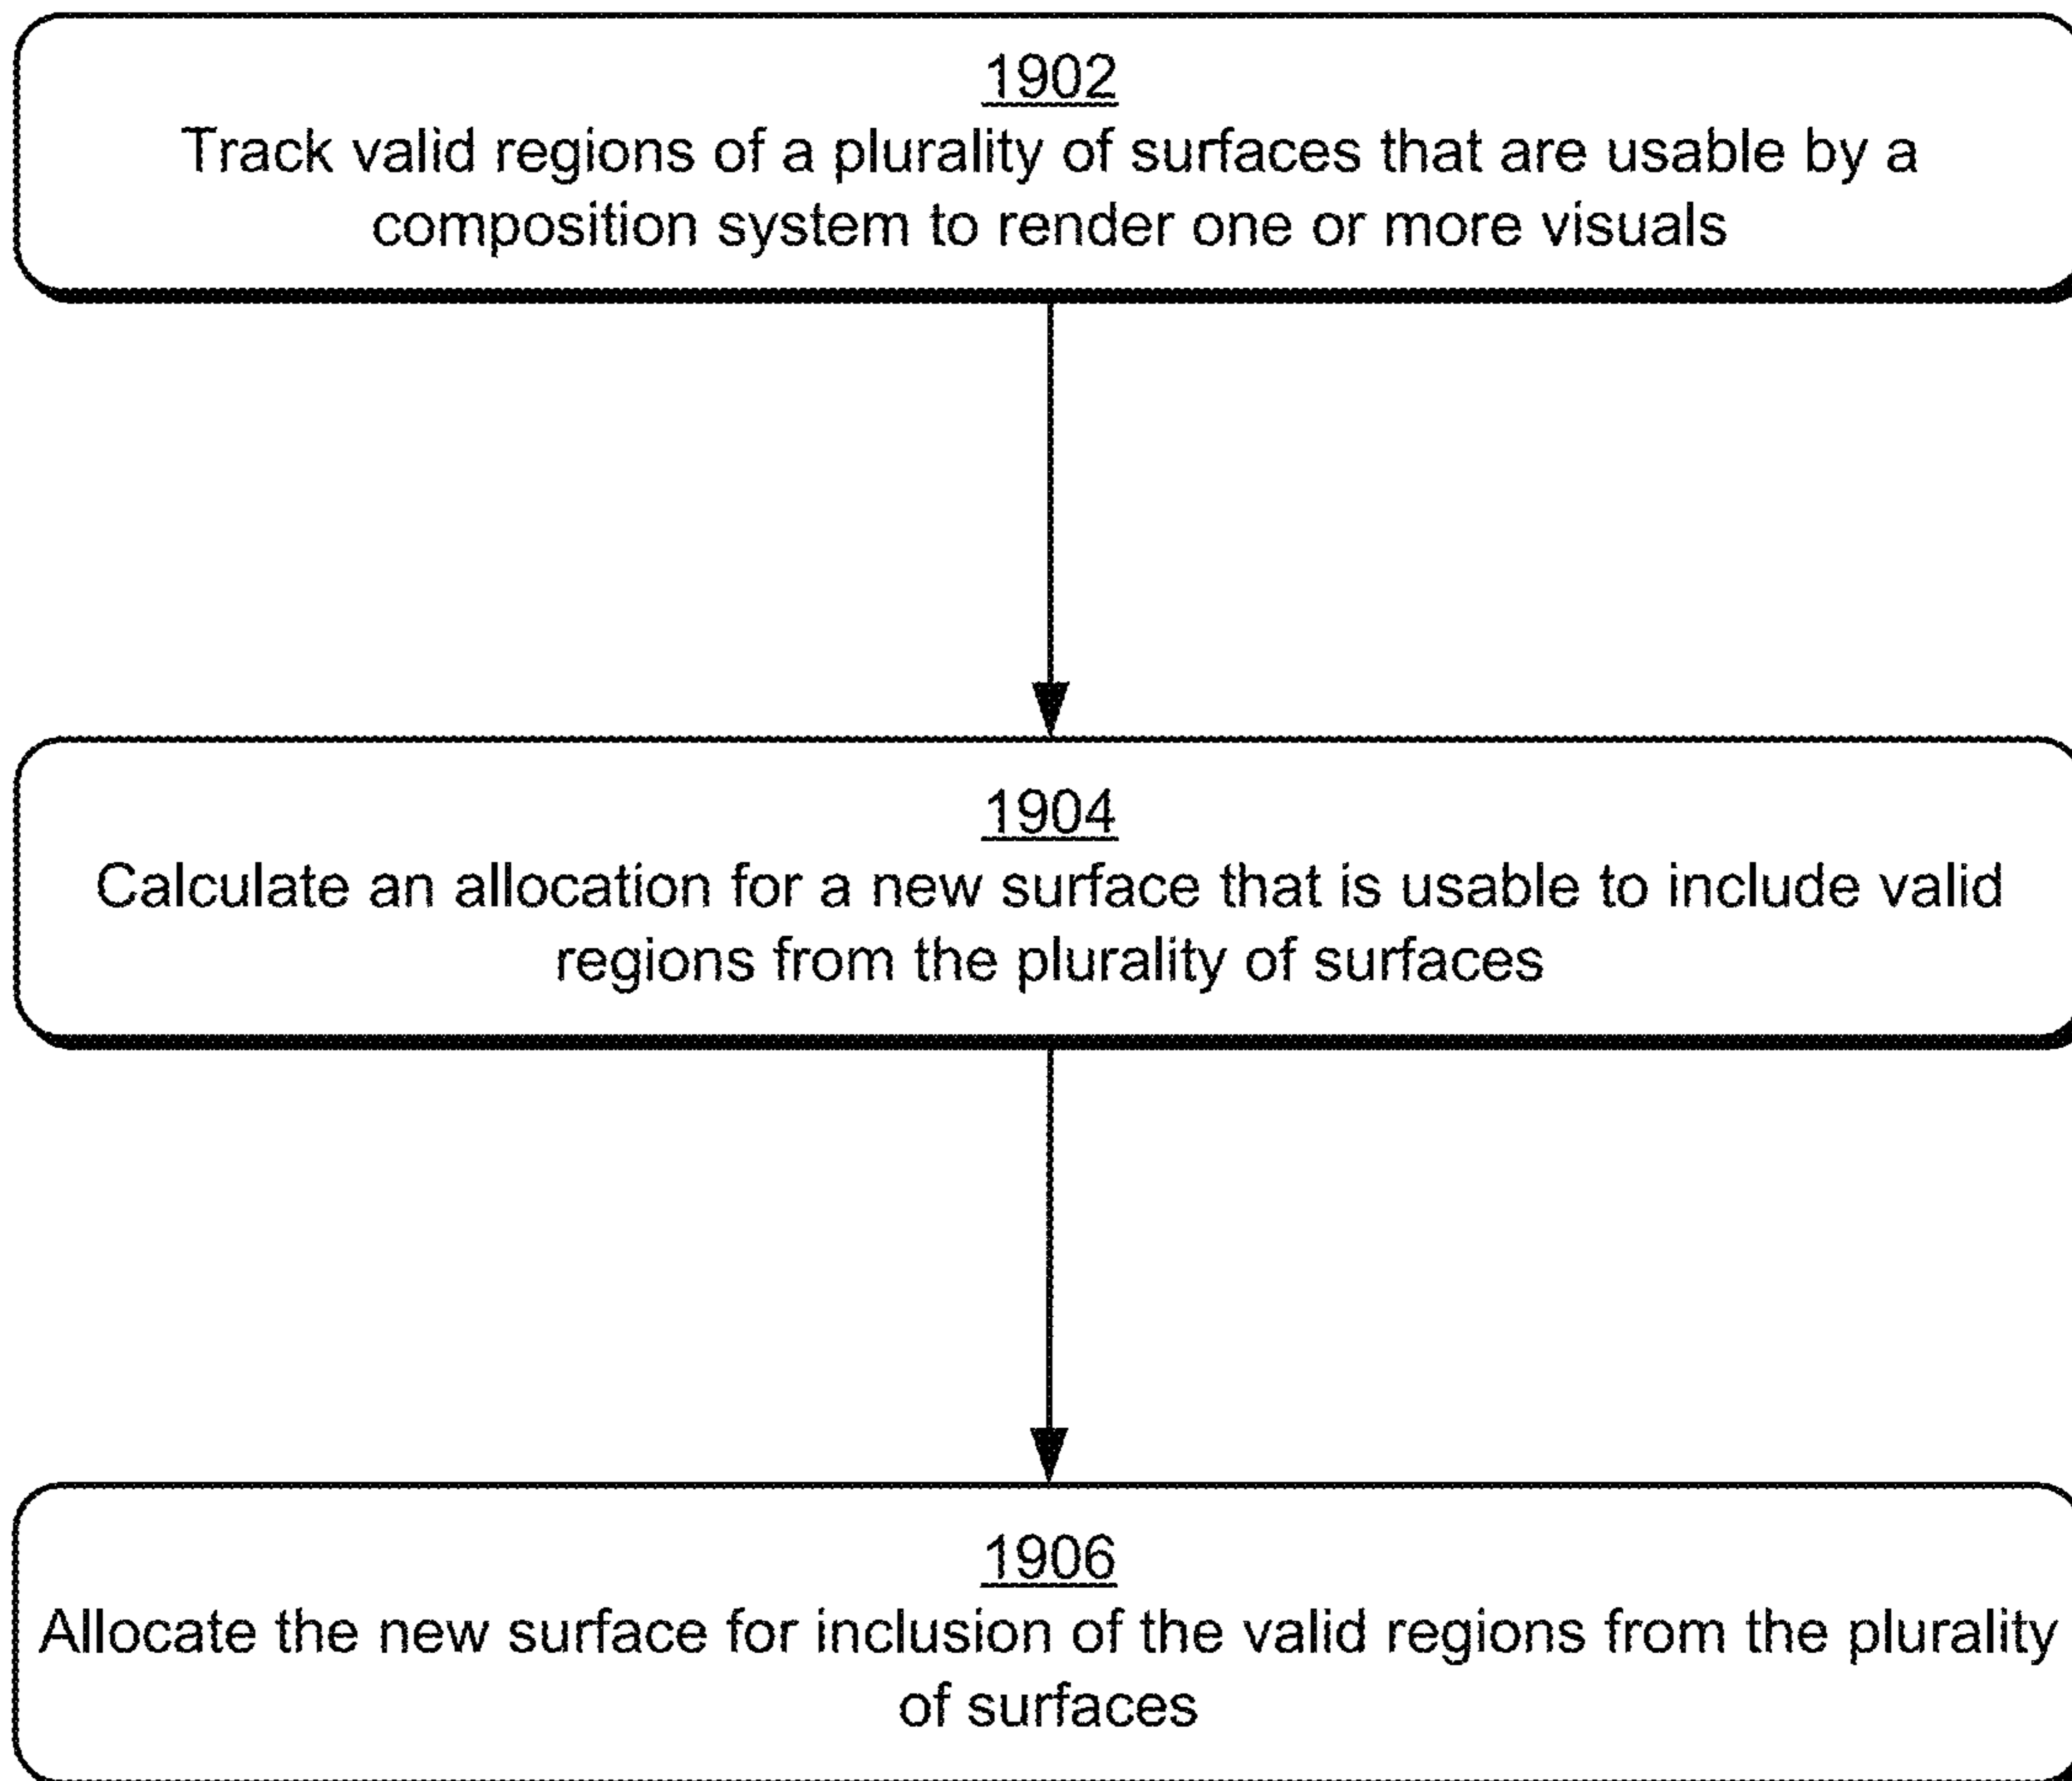 1902
Track valid regions of a plurality of surfaces that are usable by a
composition system to render one or more visuals
1904
Calculate an allocation for a new surface that is usable to include valid
regions from the plurality of surfaces
1906
Allocate the new surface for inclusion of the valid regions from the plurality
of surfaces